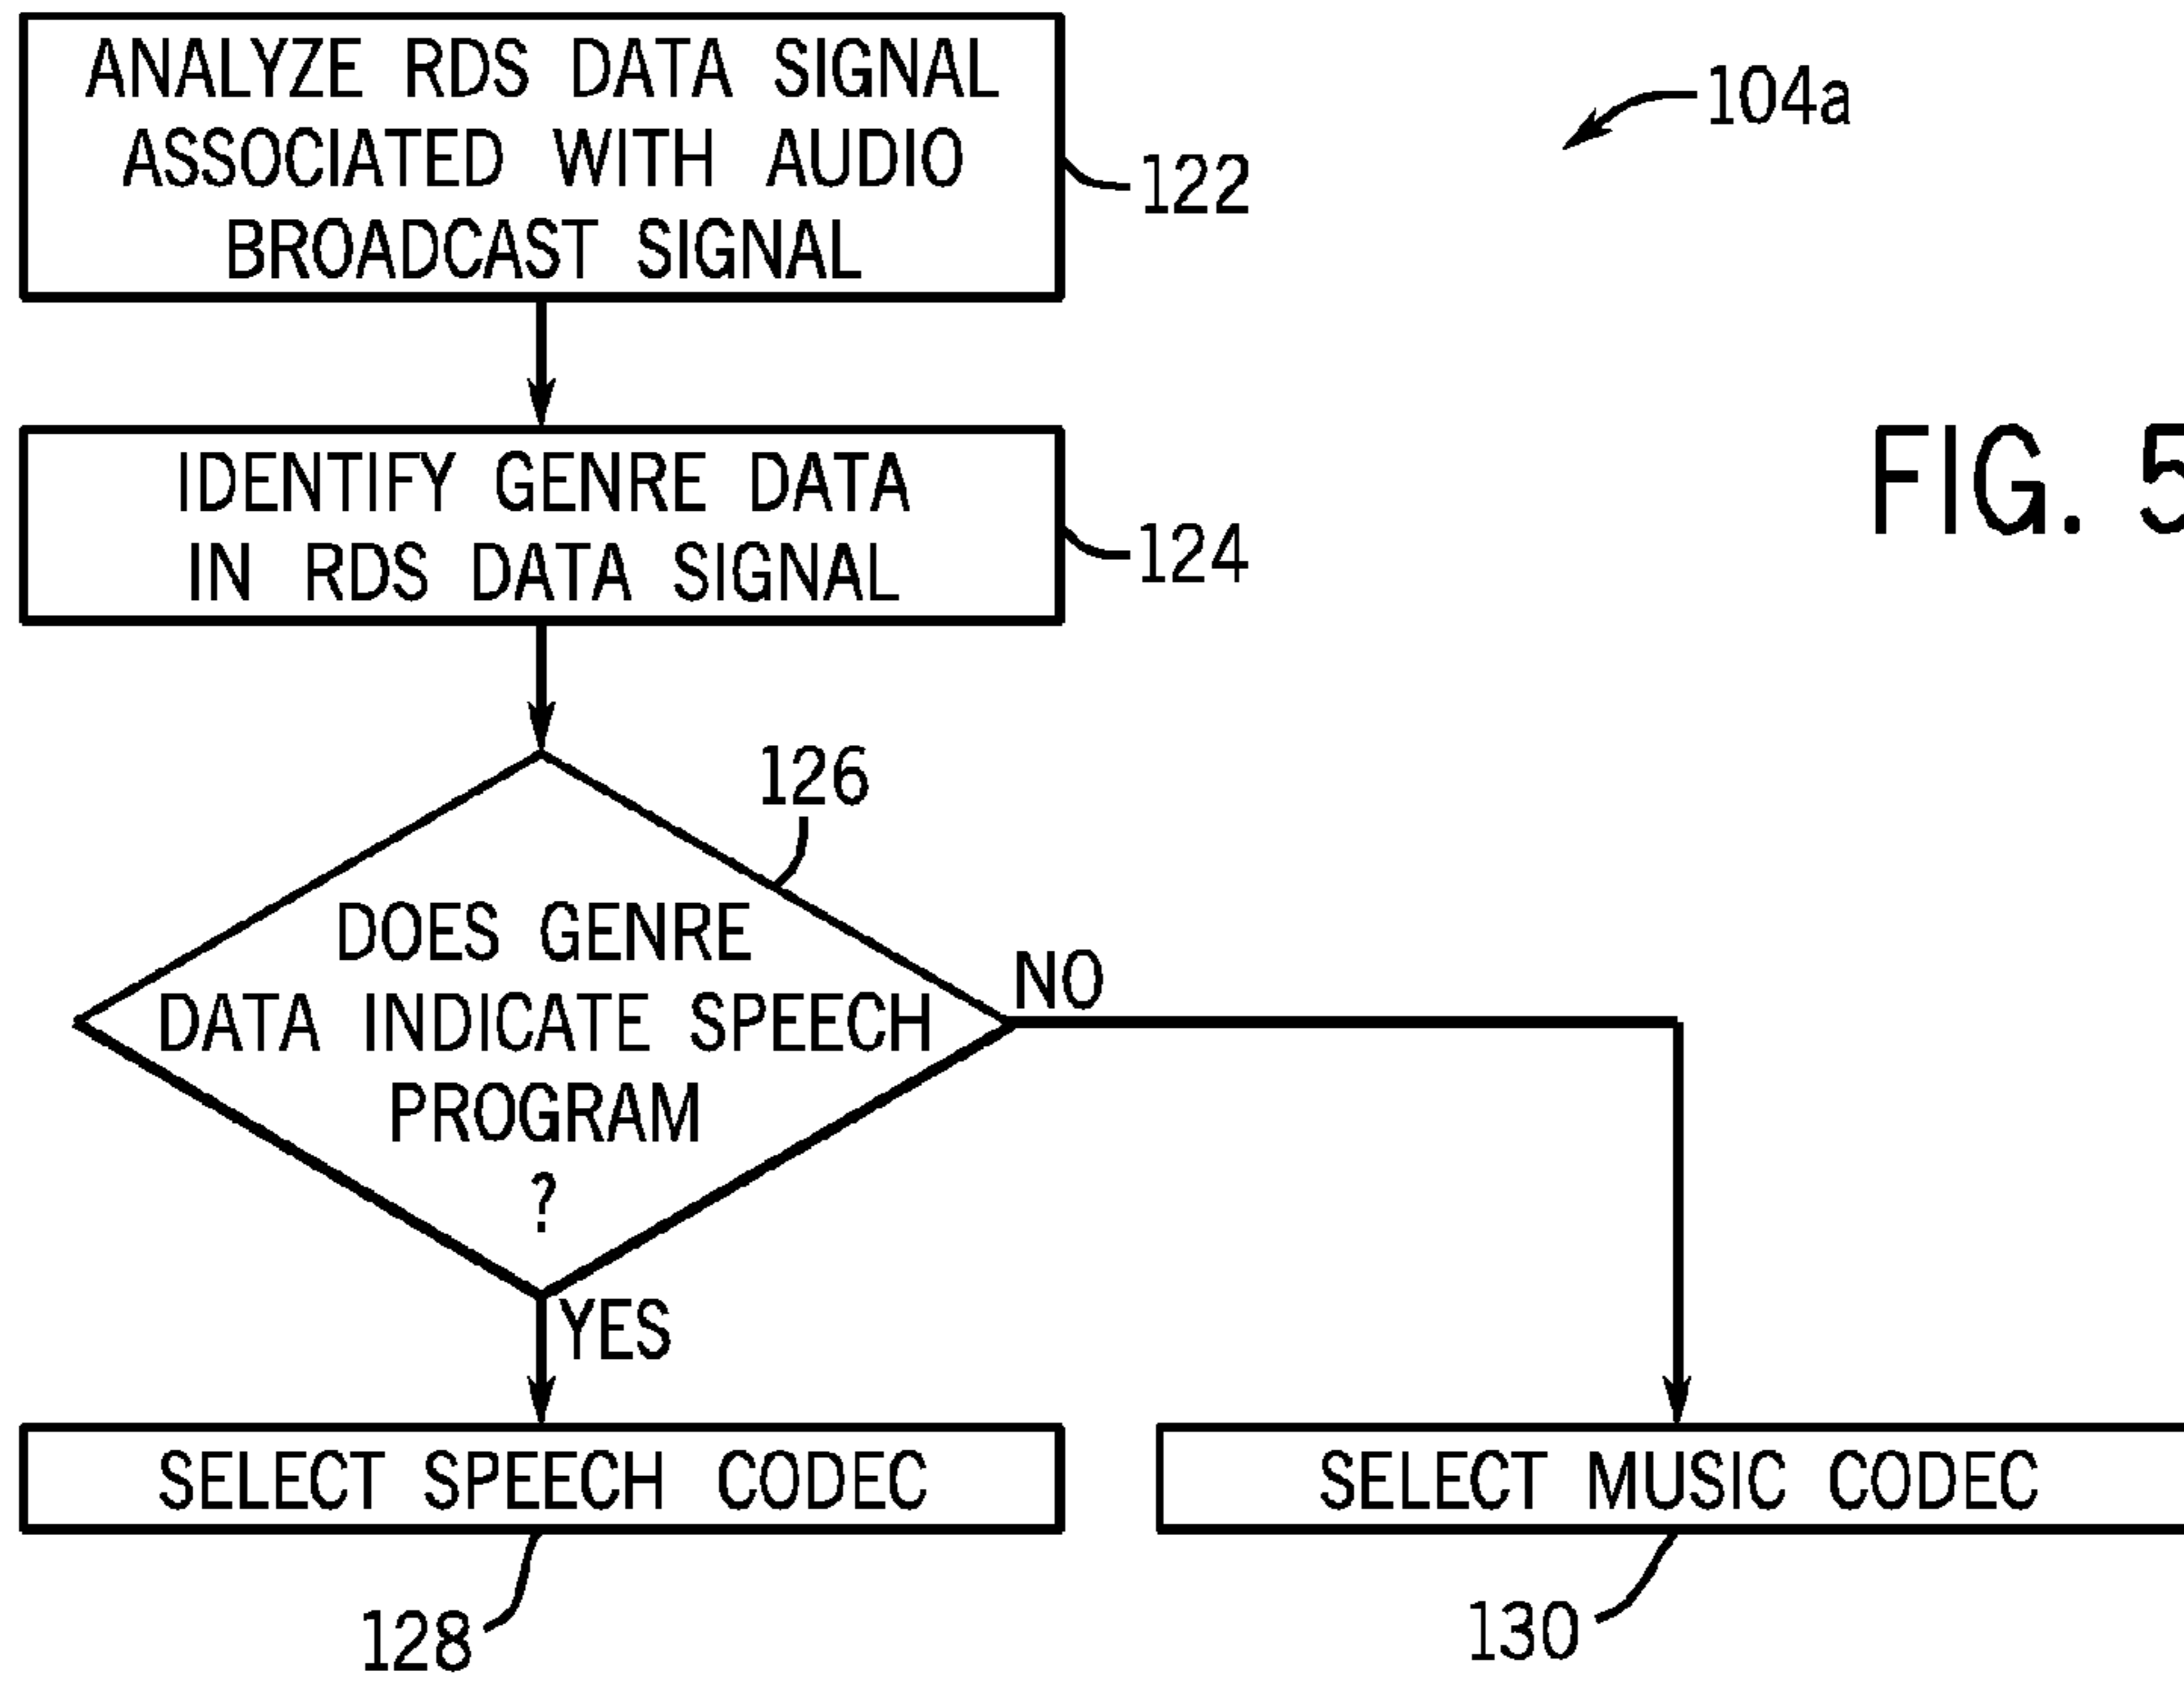 ANALYZE RDS DATA SIGNAL
ASSOCIATED WITH AUDIO
BROADCAST SIGNAL
122
104a
IDENTIFY GENRE DATA
IN RDS DATA SIGNAL
124
FIG. 5
126
DOES GENRE
DATA INDICATE SPEECH
PROGRAM
?
NO
YES
SELECT SPEECH CODEC
128
SELECT MUSIC CODEC
130